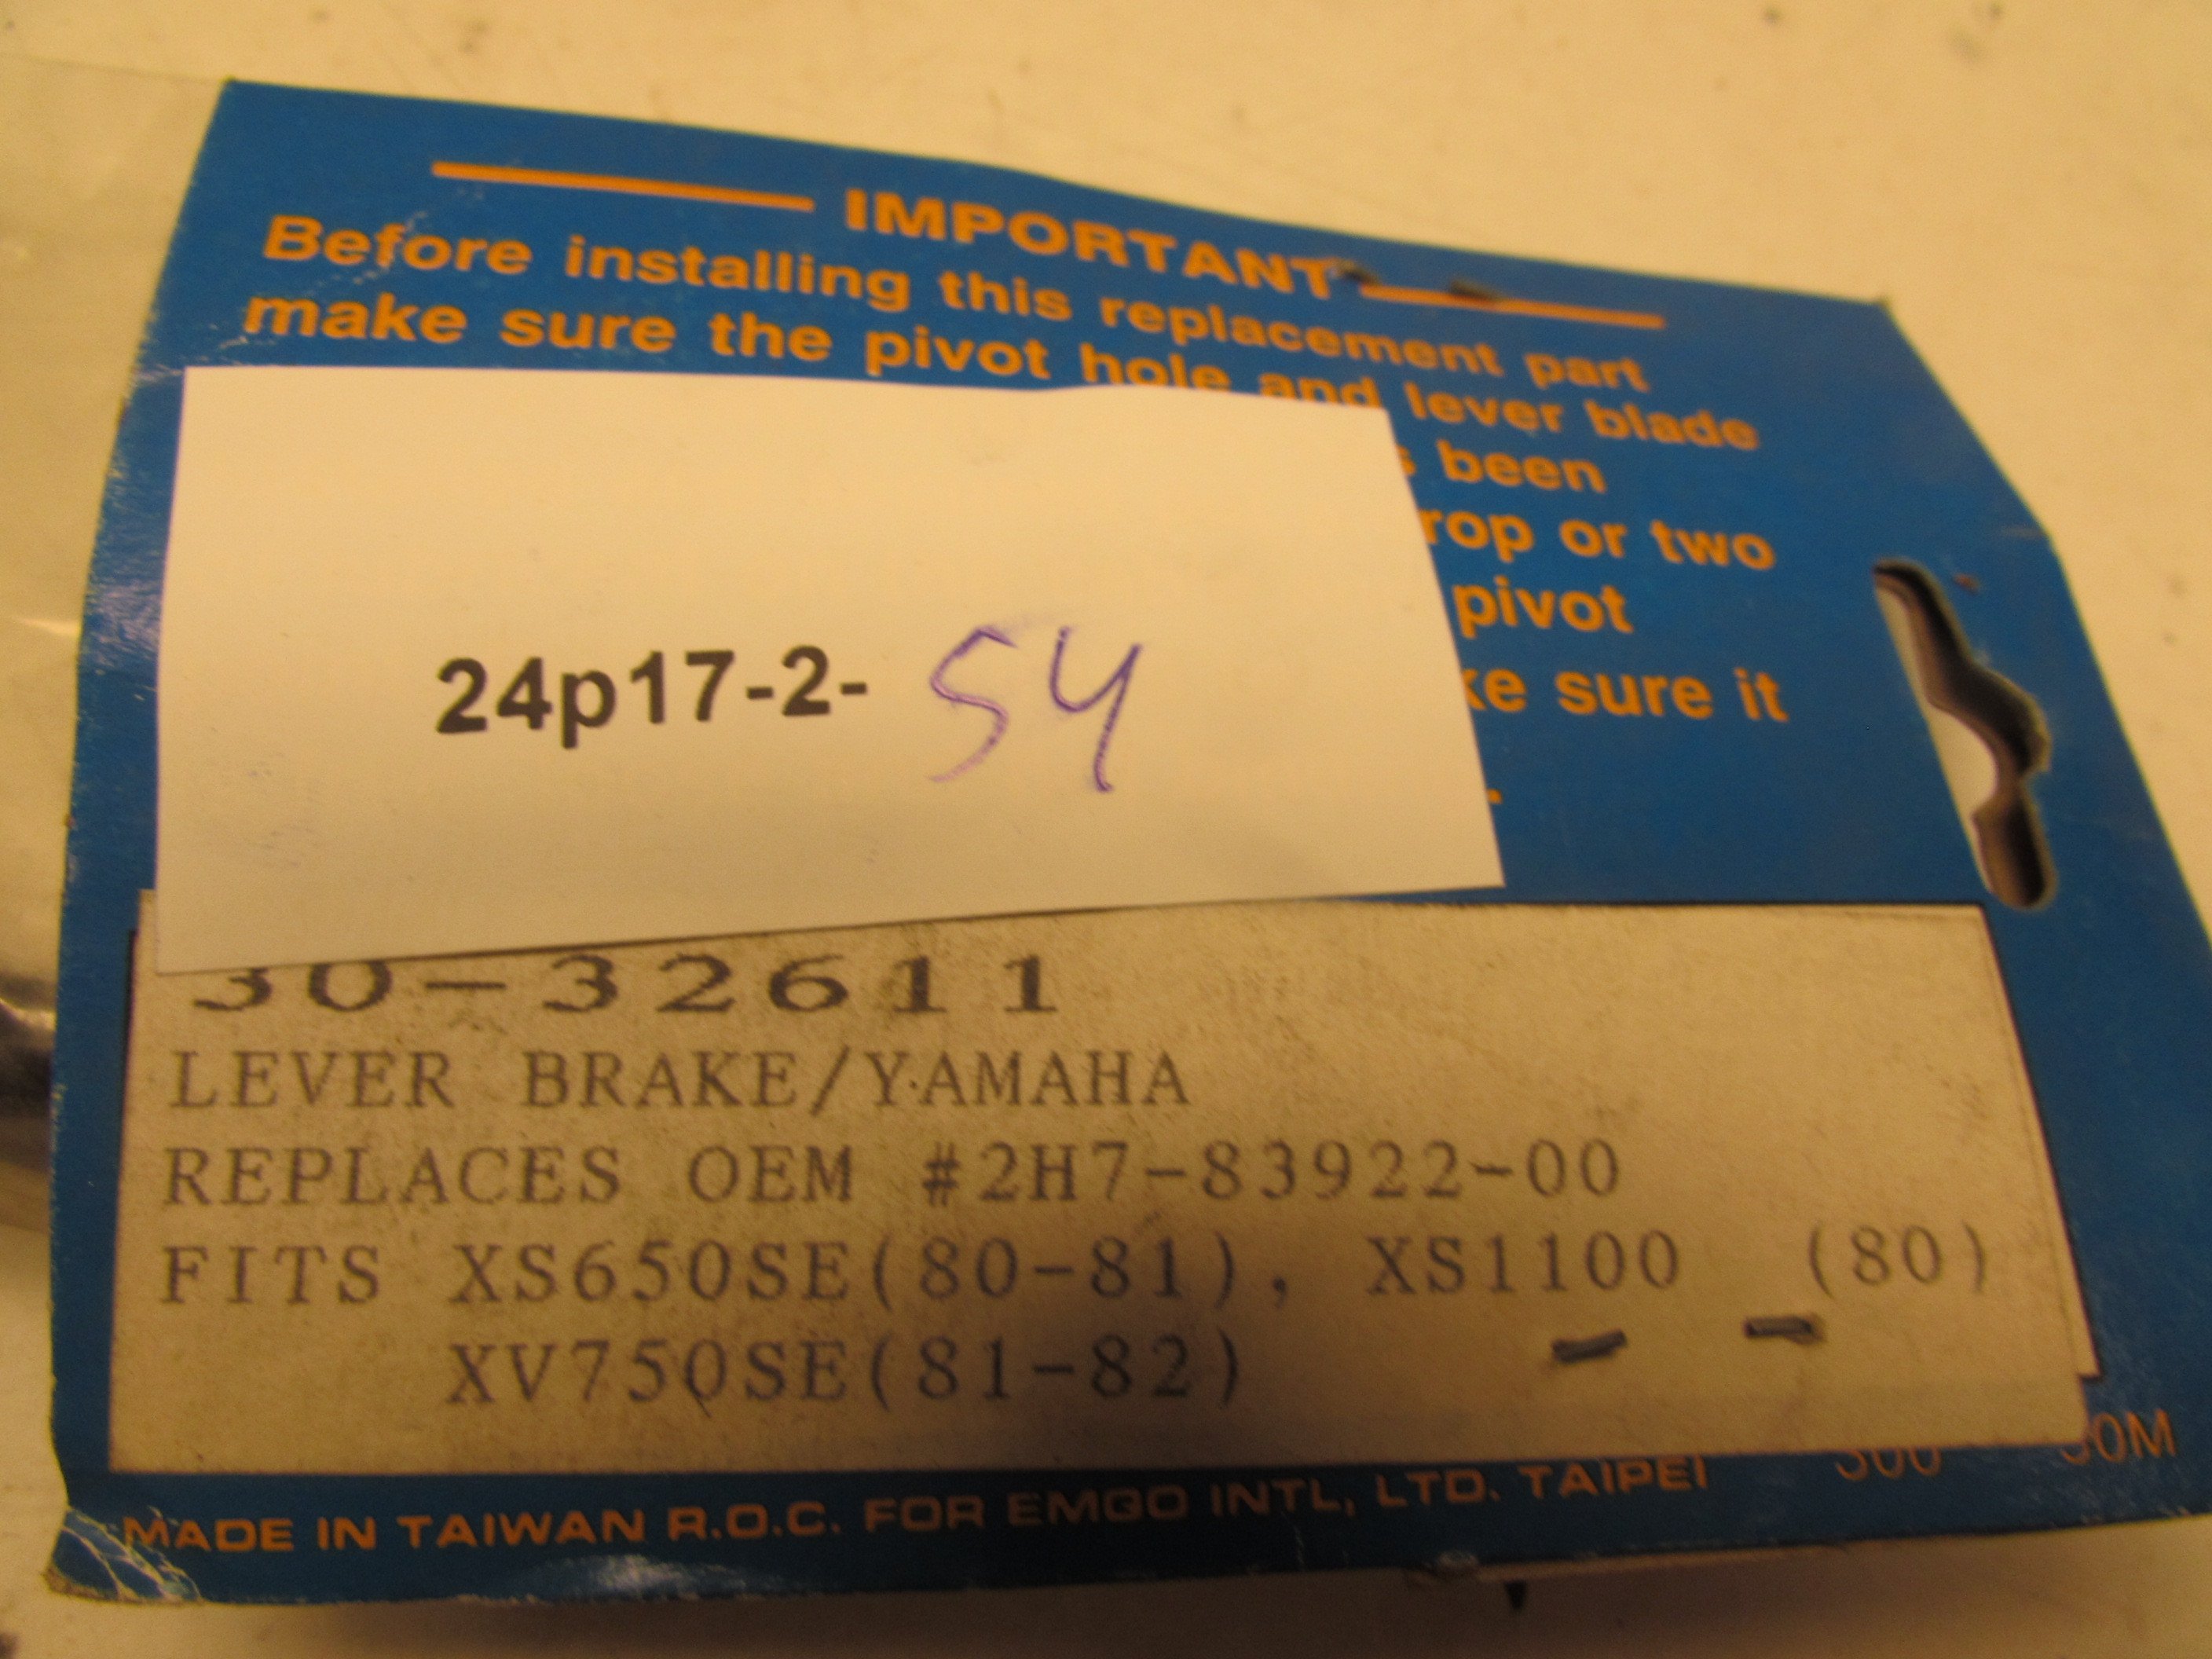 IMPORTANT
Before installing this replacement part
make sure the pivot hole and lever blade
been
or two
pivot
sure it
24p17-2-54
30-32611
LEVER BRAKE/YAMAHA
REPLACES OEM #2H7-83922-00
FITS XS650SE(80-81), XS1100 (80)
XV750SE(81-82)
MADE IN TAIWAN R.O.C. FOR EMGO INTL, LTD. TAIPEI